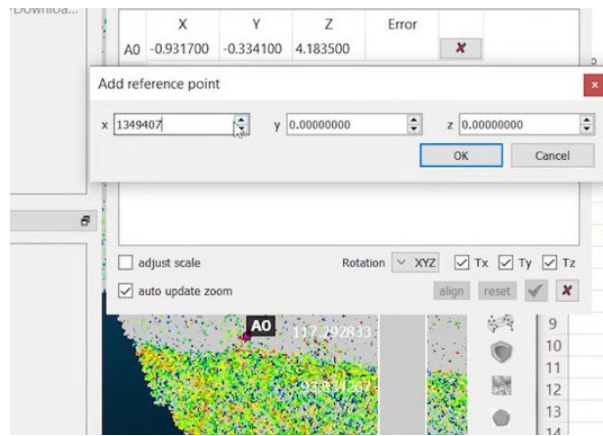 X Y Z Error
A0 -0.931700 -0.334100 4.183500
Add reference point
x 1349407 y 0.00000000 z 0.00000000
OK Cancel
adjust scale Rotation XYZ Tx Ty Tz
auto update zoom align reset
A0
117.292833
9
10
11
12
13
14